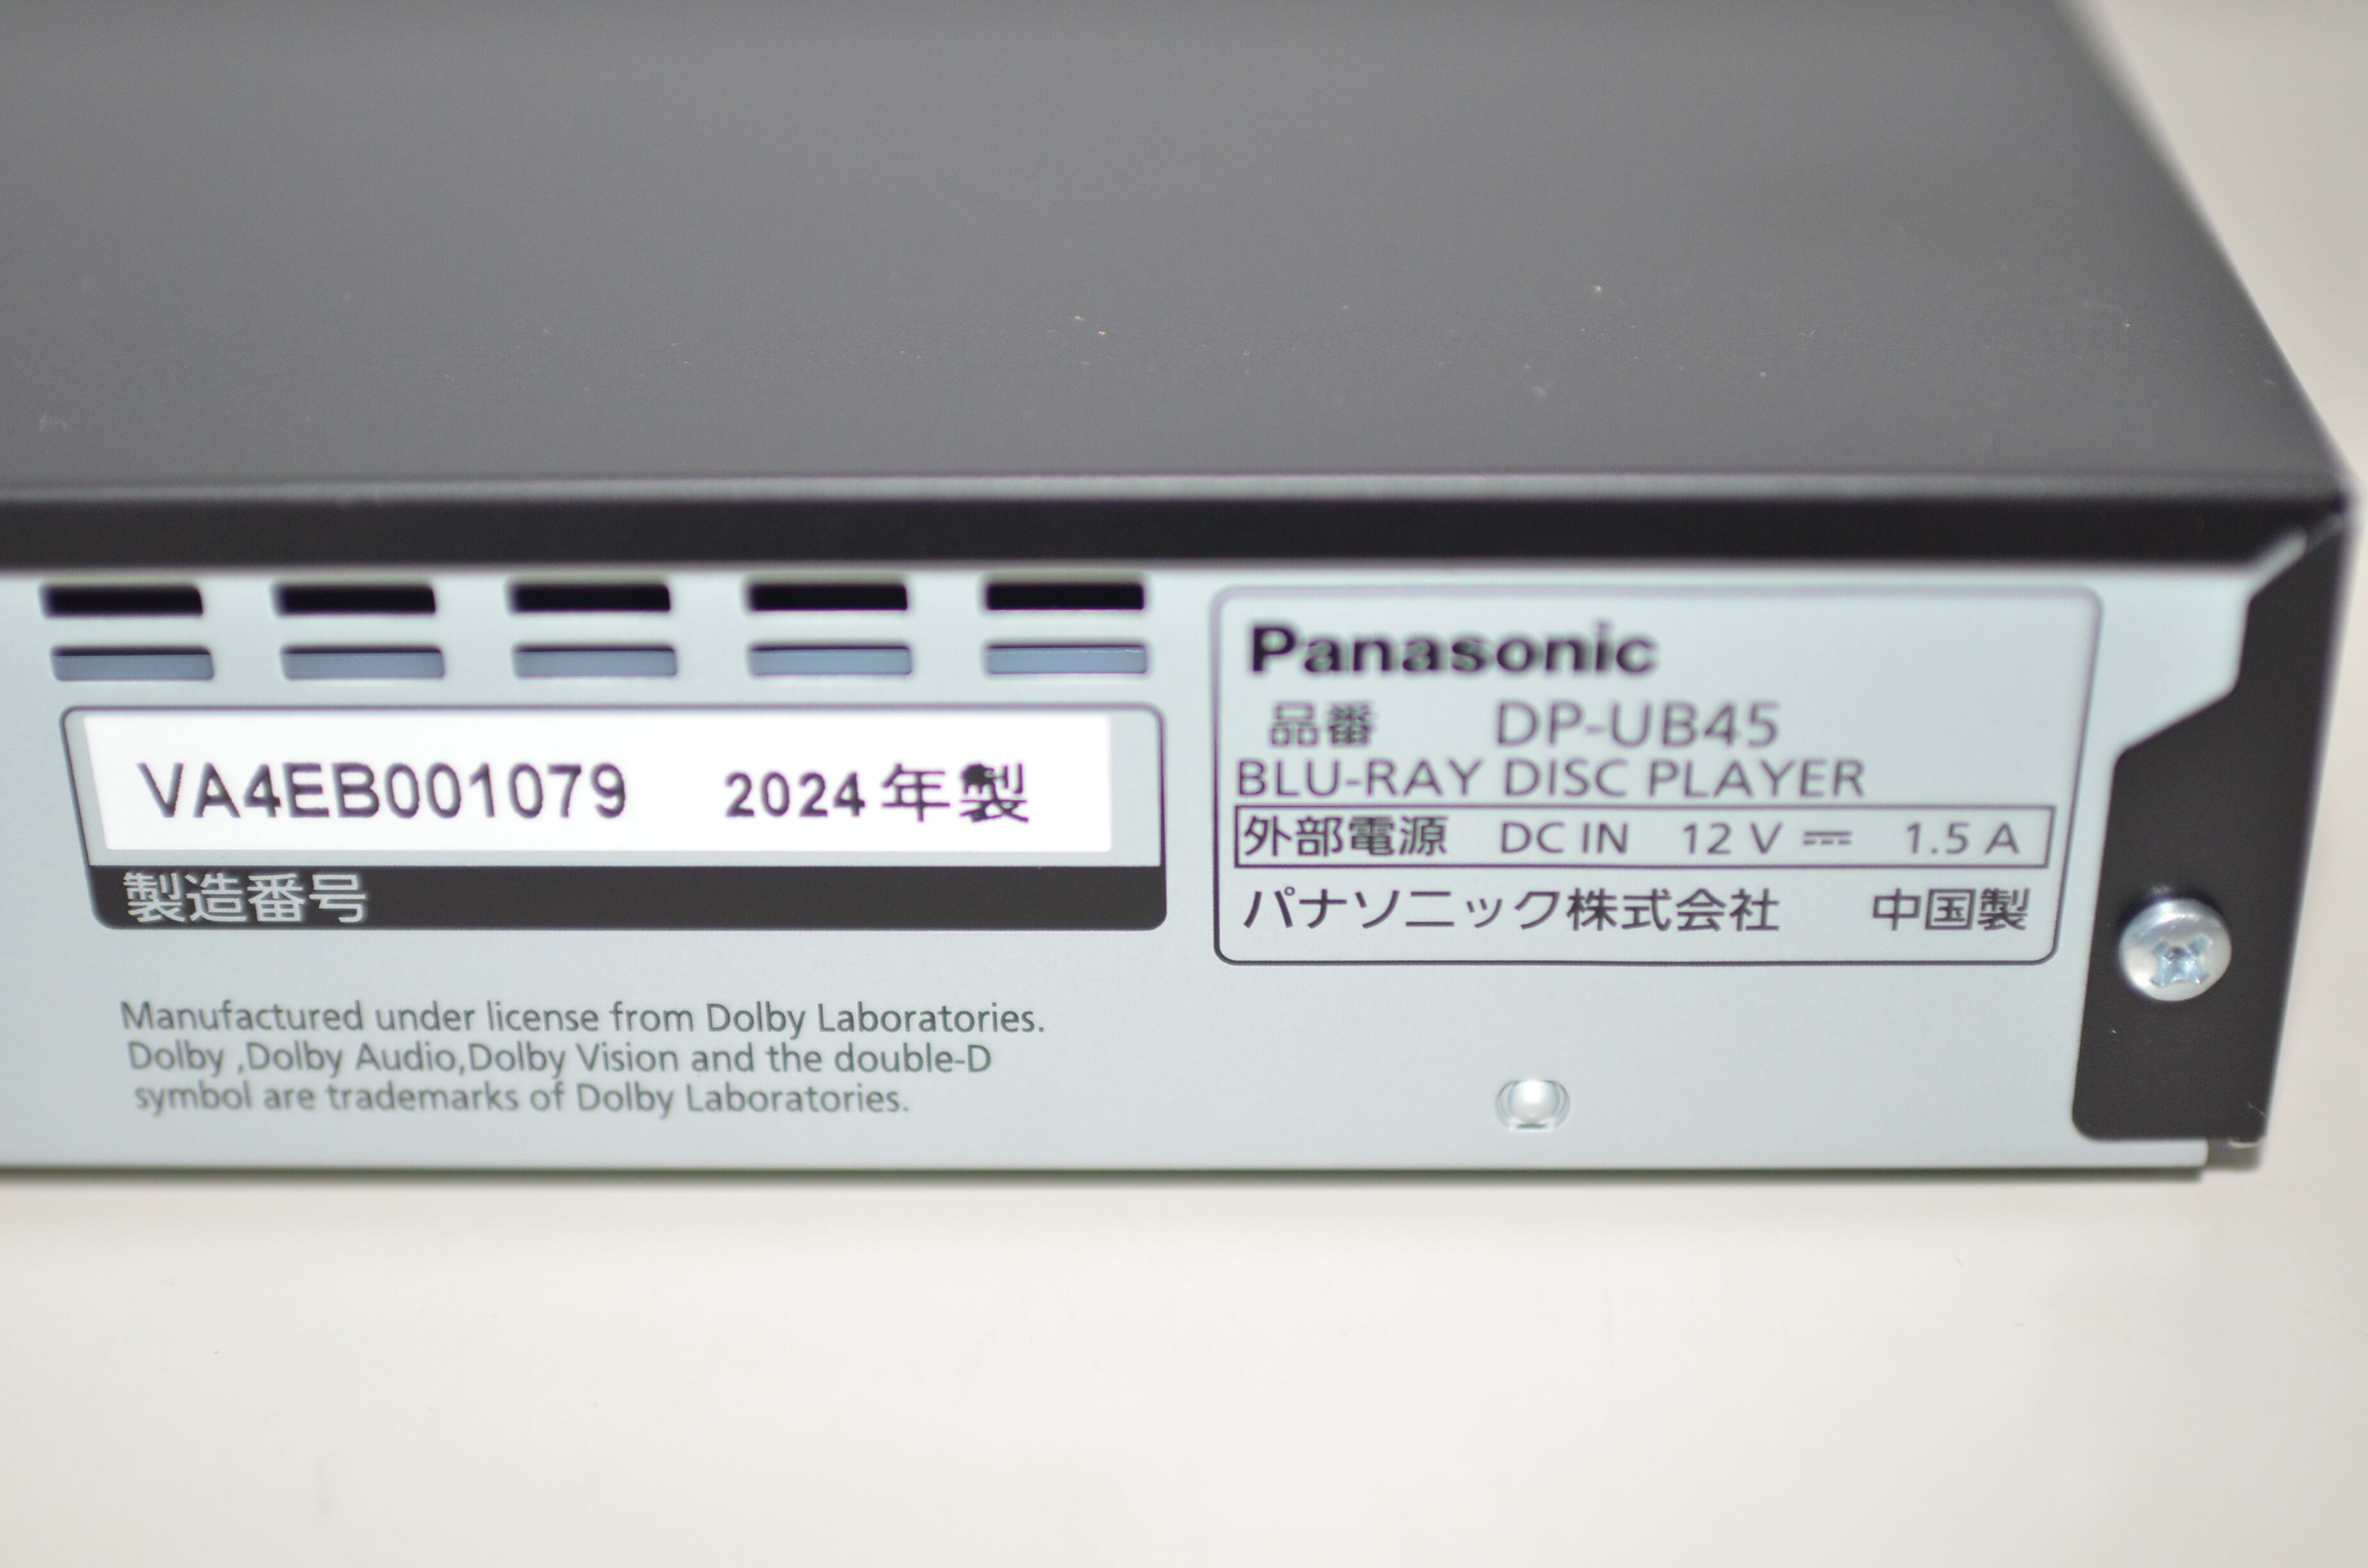 VA4EB001079 2024年製
製造番号
Manufactured under license from Dolby Laboratories.
Dolby ,Dolby Audio,Dolby Vision and the double-D
symbol are trademarks of Dolby Laboratories.
Panasonic
品番 DP-UB45
BLU-RAY DISC PLAYER
外部電源 DC IN 12 V ⎓ 1.5 A
パナソニック株式会社 中国製